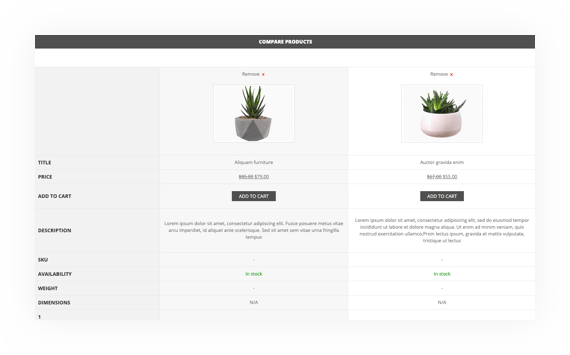 COMPARE PRODUCTS
Remove x Remove x
TITLE Aliquam furniture Auctor gravida enim
PRICE $79.00 $55.00
ADD TO CART ADD TO CART ADD TO CART
Lorem ipsum dolor sit amet, consectetur adipiscing elit, sed do eiusmod tempor
Lorem ipsum dolor sit amet, consectetur adipiscing elit. Fusce posuere metus vitae
incididunt ut labore et dolore magna aliqua. Ut enim ad minim veniam, quis
DESCRIPTION arcu imperdiet, id aliquet ante scelerisque. Sed sit amet sem vitae urna fringilla
nostrud exercitation ullamco,Proin lectus ipsum, gravida et mattis vulputate,
tempus
tristique ut lectus
SKU - -
AVAILABILITY In stock In stock
WEIGHT - -
DIMENSIONS N/A N/A
1